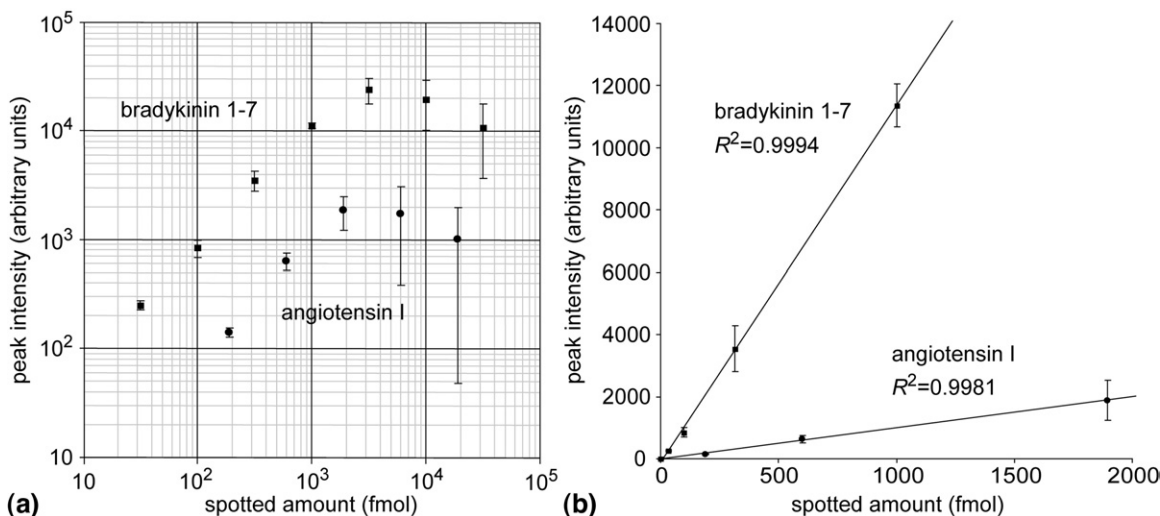 10⁵
10⁴
10³
10²
10
peak intensity (arbitrary units)
bradykinin 1-7
angiotensin I
10 10² 10³ 10⁴ 10⁵
spotted amount (fmol)
(a)
14000
12000
10000
8000
6000
4000
2000
0
peak intensity (arbitrary units)
bradykinin 1-7
R²=0.9994
angiotensin I
R²=0.9981
0 500 1000 1500 2000
spotted amount (fmol)
(b)